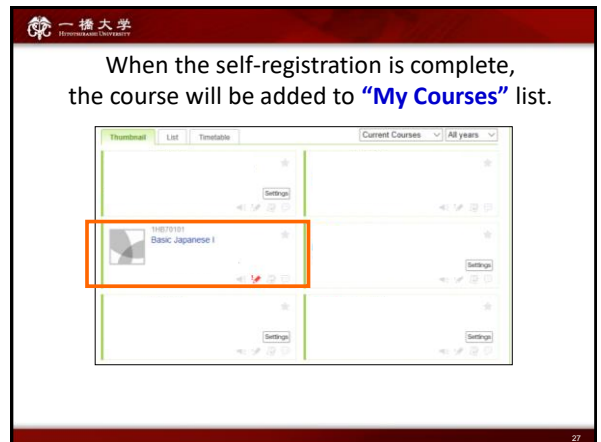 一橋大学
HITOTSUBASHI UNIVERSITY
When the self-registration is complete,
the course will be added to “My Courses” list.
Thumbnail List Timetable Current Courses All years
Settings
1HB70101
Basic Japanese I
Settings
Settings Settings
27